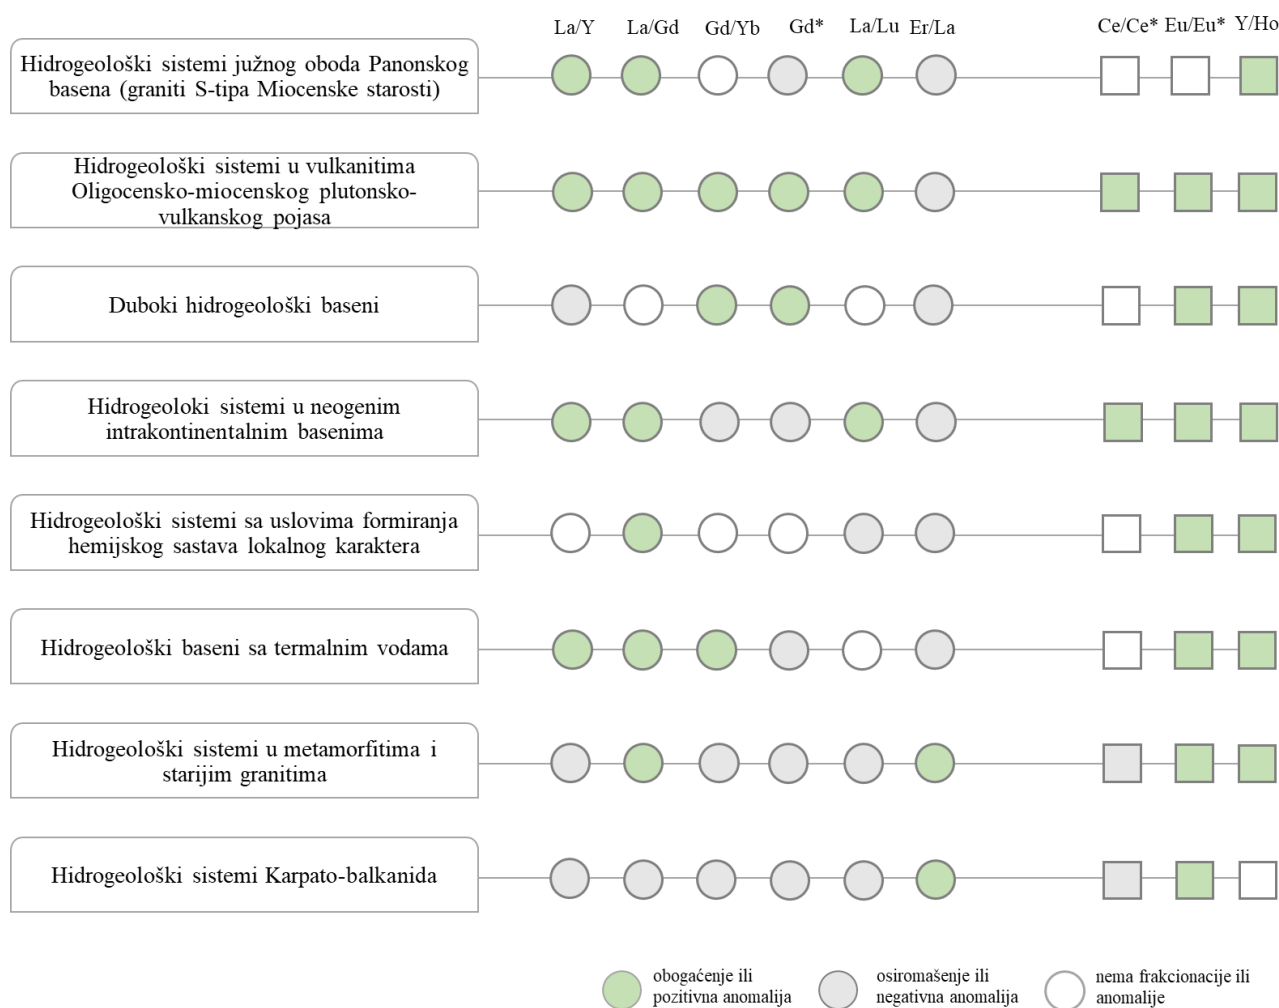 La/Y La/Gd Gd/Yb Gd* La/Lu Er/La Ce/Ce* Eu/Eu* Y/Ho
Hidrogeološki sistemi južnog oboda Panonskog
basena (graniti S-tipa Miocenske starosti)
Hidrogeološki sistemi u vulkanitima
Oligocensko-miocenskog plutonsko-
vulkanskog pojasa
Duboki hidrogeološki baseni
Hidrogeoloki sistemi u neogenim
intrakontinentalnim basenima
Hidrogeološki sistemi sa uslovima formiranja
hemijskog sastava lokalnog karaktera
Hidrogeološki baseni sa termalnim vodama
Hidrogeološki sistemi u metamorfitima i
starijim granitima
Hidrogeološki sistemi Karpato-balkanida
obogaćenje ili
pozitivna anomalija
osiromašenje ili
negativna anomalija
nema frakcionacije ili
anomalije